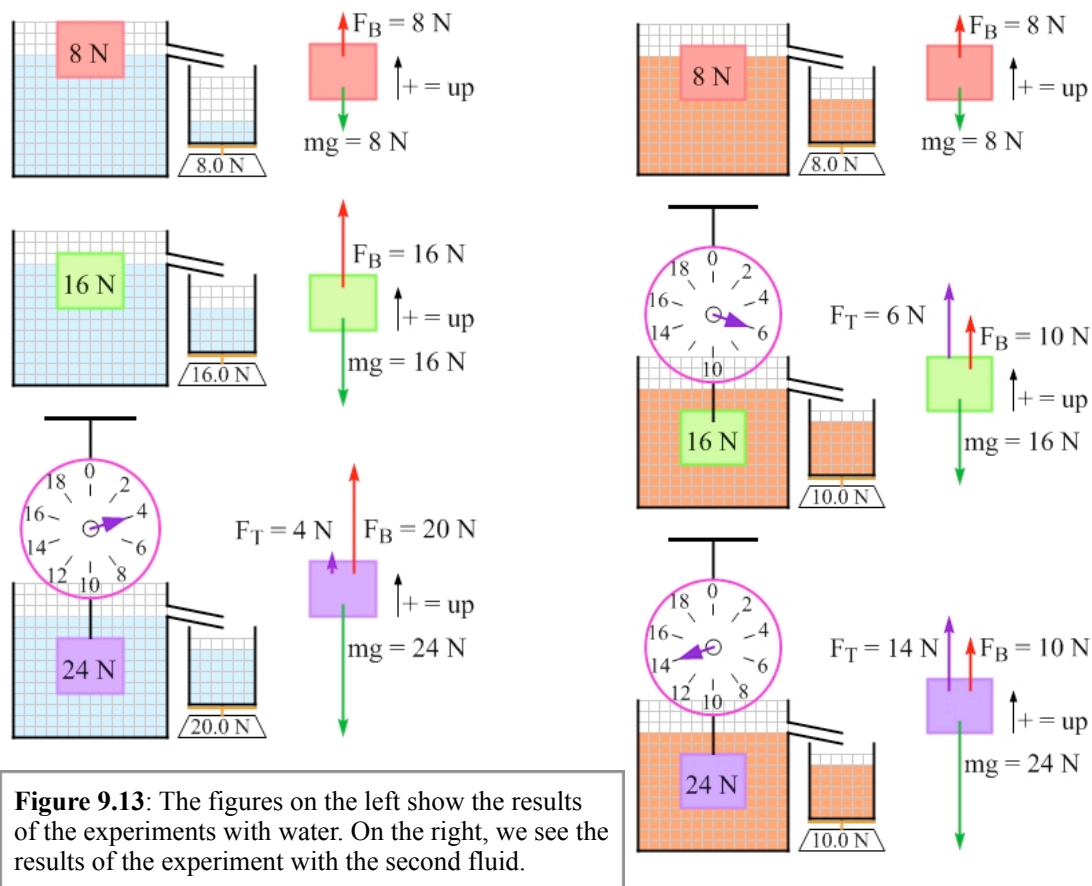 8 N
F_B = 8 N
+ = up
mg = 8 N
8.0 N
16 N
F_B = 16 N
+ = up
mg = 16 N
16.0 N
0
18
2
16
4
14
6
12
8
10
F_T = 4 N
F_B = 20 N
+ = up
mg = 24 N
24 N
20.0 N
Figure 9.13: The figures on the left show the results
of the experiments with water. On the right, we see the
results of the experiment with the second fluid.
8 N
F_B = 8 N
+ = up
mg = 8 N
8.0 N
0
18
2
16
4
14
6
10
F_T = 6 N
F_B = 10 N
+ = up
mg = 16 N
16 N
10.0 N
0
18
2
16
4
14
6
12
8
10
F_T = 14 N
F_B = 10 N
+ = up
mg = 24 N
24 N
10.0 N